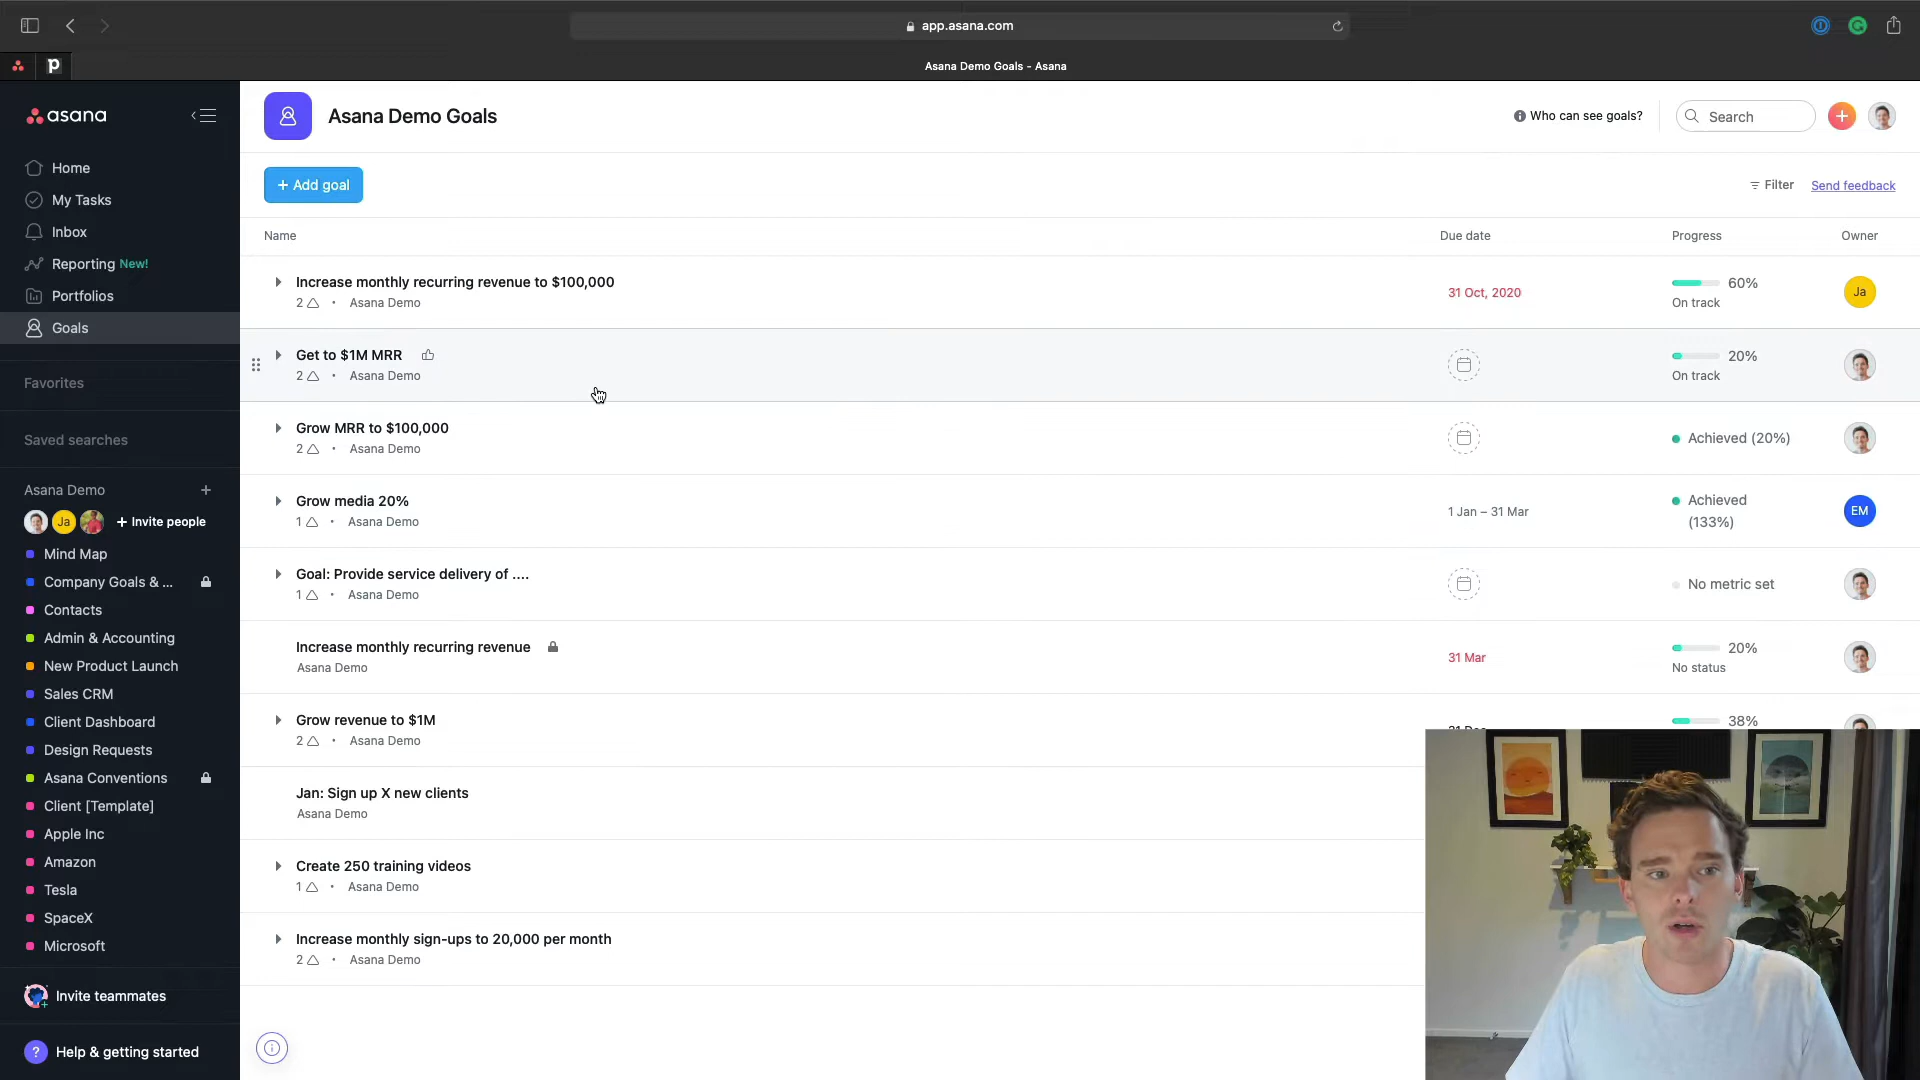 app.asana.com
p
Asana Demo Goals - Asana
asana
Asana Demo Goals
Who can see goals?
Search
Home
My Tasks
Inbox
Reporting New!
Portfolios
Goals
Favorites
Saved searches
Asana Demo
Ja
Invite people
Mind Map
Company Goals & ...
Contacts
Admin & Accounting
New Product Launch
Sales CRM
Client Dashboard
Design Requests
Asana Conventions
Client [Template]
Apple Inc
Amazon
Tesla
SpaceX
Microsoft
Invite teammates
? Help & getting started
+ Add goal
Filter
Send feedback
Name Due date Progress Owner
Increase monthly recurring revenue to $100,000
2 · Asana Demo
31 Oct, 2020
60%
On track
Ja
Get to $1M MRR
2 · Asana Demo
20%
On track
Grow MRR to $100,000
2 · Asana Demo
Achieved (20%)
Grow media 20%
1 · Asana Demo
1 Jan – 31 Mar
Achieved
(133%)
EM
Goal: Provide service delivery of ....
1 · Asana Demo
No metric set
Increase monthly recurring revenue
Asana Demo
31 Mar
20%
No status
Grow revenue to $1M
2 · Asana Demo
38%
Jan: Sign up X new clients
Asana Demo
Create 250 training videos
1 · Asana Demo
Increase monthly sign-ups to 20,000 per month
2 · Asana Demo